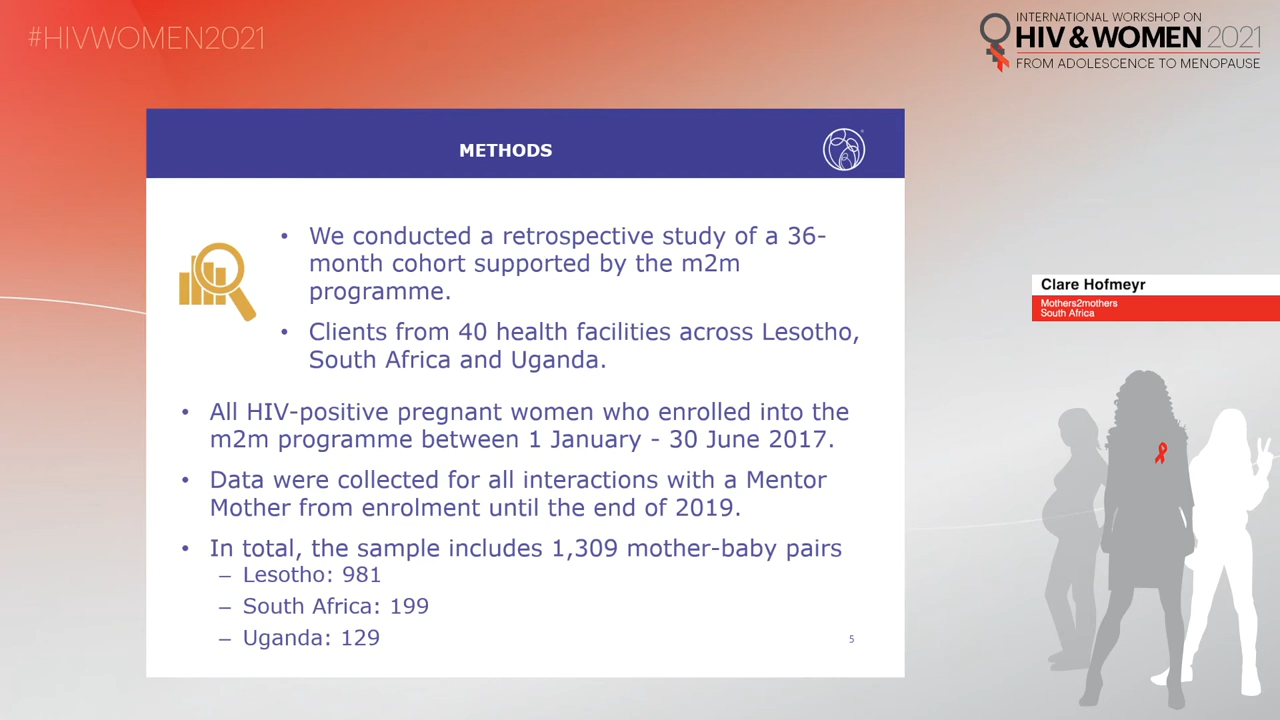 #HIVWOMEN2021
INTERNATIONAL WORKSHOP ON
HIV & WOMEN 2021
FROM ADOLESCENCE TO MENOPAUSE
METHODS
• We conducted a retrospective study of a 36-
month cohort supported by the m2m
programme.
• Clients from 40 health facilities across Lesotho,
South Africa and Uganda.
• All HIV-positive pregnant women who enrolled into the
m2m programme between 1 January - 30 June 2017.
• Data were collected for all interactions with a Mentor
Mother from enrolment until the end of 2019.
• In total, the sample includes 1,309 mother-baby pairs
– Lesotho: 981
– South Africa: 199
– Uganda: 129
5
Clare Hofmeyr
Mothers2mothers
South Africa